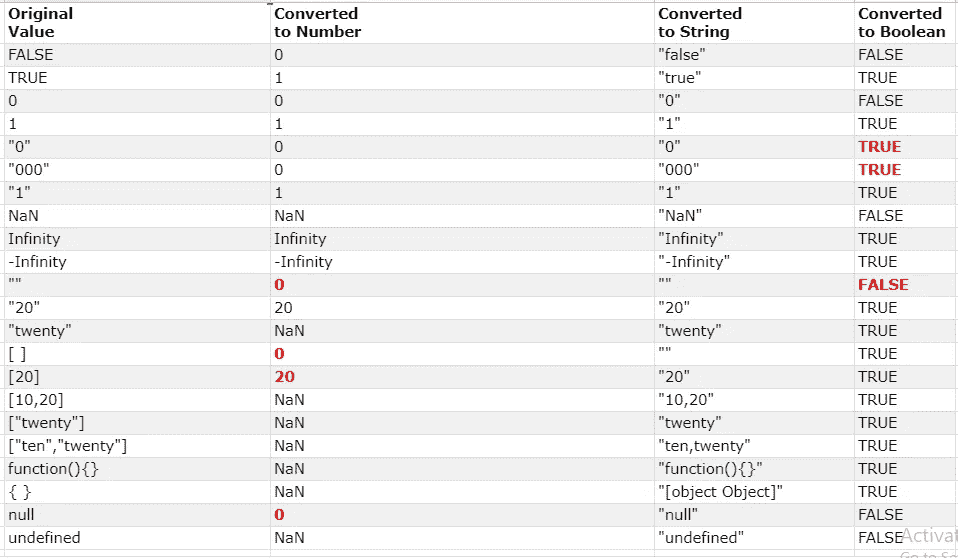 Original Value Converted to Number Converted to String Converted to Boolean
FALSE 0 "false" FALSE
TRUE 1 "true" TRUE
0 0 "0" FALSE
1 1 "1" TRUE
"0" 0 "0" TRUE
"000" 0 "000" TRUE
"1" 1 "1" TRUE
NaN NaN "NaN" FALSE
Infinity Infinity "Infinity" TRUE
-Infinity -Infinity "-Infinity" TRUE
"" 0 "" FALSE
"20" 20 "20" TRUE
"twenty" NaN "twenty" TRUE
[ ] 0 "" TRUE
[20] 20 "20" TRUE
[10,20] NaN "10,20" TRUE
["twenty"] NaN "twenty" TRUE
["ten","twenty"] NaN "ten,twenty" TRUE
function(){} NaN "function(){}" TRUE
{ } NaN "[object Object]" TRUE
null 0 "null" FALSE
undefined NaN "undefined" FALSE